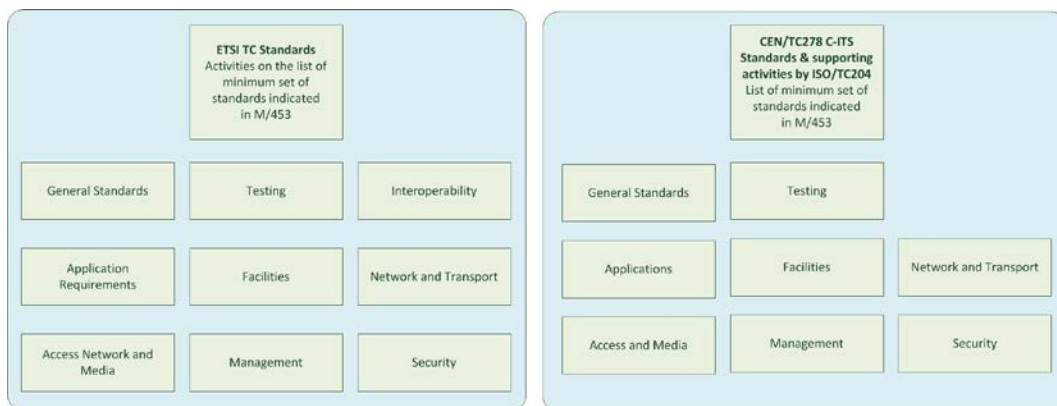 ETSI TC Standards
Activities on the list of
minimum set of
standards indicated
in M/453
General Standards
Testing
Interoperability
Application
Requirements
Facilities
Network and Transport
Access Network and
Media
Management
Security
CEN/TC278 C-ITS
Standards & supporting
activities by ISO/TC204
List of minimum set of
standards indicated
in M/453
General Standards
Testing
Applications
Facilities
Network and Transport
Access and Media
Management
Security